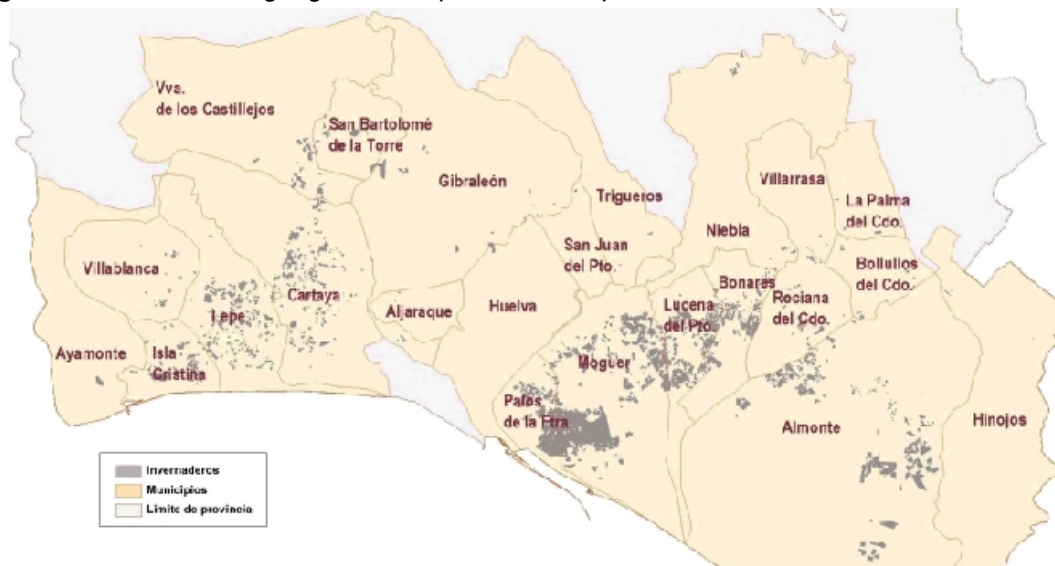 Vva.
de los Castillejos
San Bartolomé
de la Torre
Gibraleón
Trigueros
Villarrasa
La Palma
del Cdo.
Niebla
San Juan
del Pto.
Villablanca
Bollullos
del Cdo.
Bonares
Rociana
del Cdo.
Lepe
Cartaya
Aljaraque
Huelva
Lucena
del Pto.
Ayamonte
Isla
Cristina
Moguer
Palos
de la Ftra.
Almonte
Hinojos
Invernaderos
Municipios
Límite de provincia